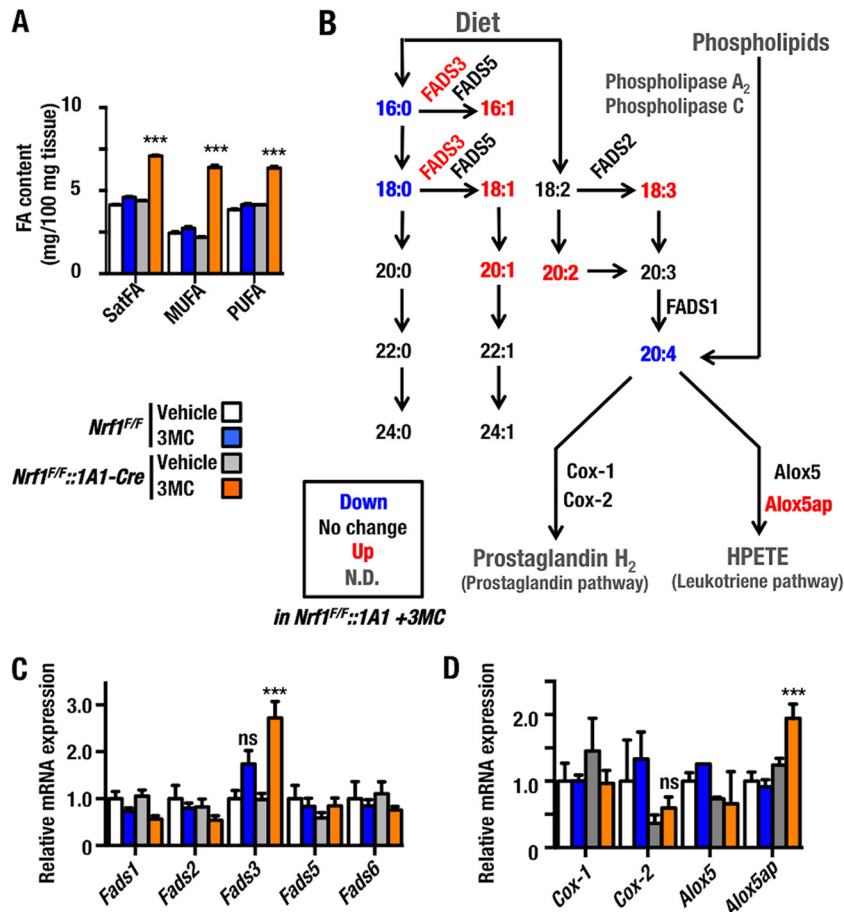 A
FA content
(mg/100 mg tissue)
10
5
0
***
***
***
SatFA
MUFA
PUFA
Nrf1F/F
Vehicle
3MC
Nrf1F/F::1A1-Cre
Vehicle
3MC
B
Diet
Phospholipids
Phospholipase A2
Phospholipase C
FADS3
FADS5
16:0
16:1
FADS3
FADS5
FADS2
18:0
18:1
18:2
18:3
20:0
20:1
20:2
20:3
FADS1
22:0
22:1
20:4
24:0
24:1
Cox-1
Cox-2
Alox5
Alox5ap
Prostaglandin H2
(Prostaglandin pathway)
HPETE
(Leukotriene pathway)
Down
No change
Up
N.D.
in Nrf1F/F::1A1 +3MC
C
Relative mRNA expression
3.0
2.0
1.0
0
ns
***
Fads1
Fads2
Fads3
Fads5
Fads6
D
Relative mRNA expression
2.0
1.0
0
ns
***
Cox-1
Cox-2
Alox5
Alox5ap